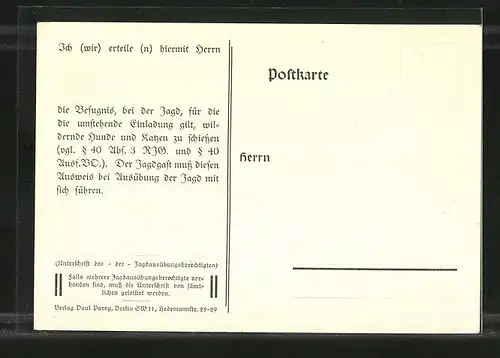 Ich (wir) erteile (n) hiermit Herrn
die Befugnis, bei der Jagd, für die
die umstehende Einladung gilt, wil-
dernde Hunde und Katzen zu schießen
(vgl. § 40 Abs. 3 RJG. und § 40
Ausf.VO.). Der Jagdgast muß diesen
Ausweis bei Ausübung der Jagd mit
sich führen.
(Unterschrift des - der - Jagdausübungsberechtigten)
Falls mehrere Jagdausübungsberechtigte vor-
handen sind, muß die Unterschrift von sämt-
lichen geleistet werden.
Verlag Paul Parey, Berlin SW 11, Hedemannstr. 28-29
Postkarte
Herrn